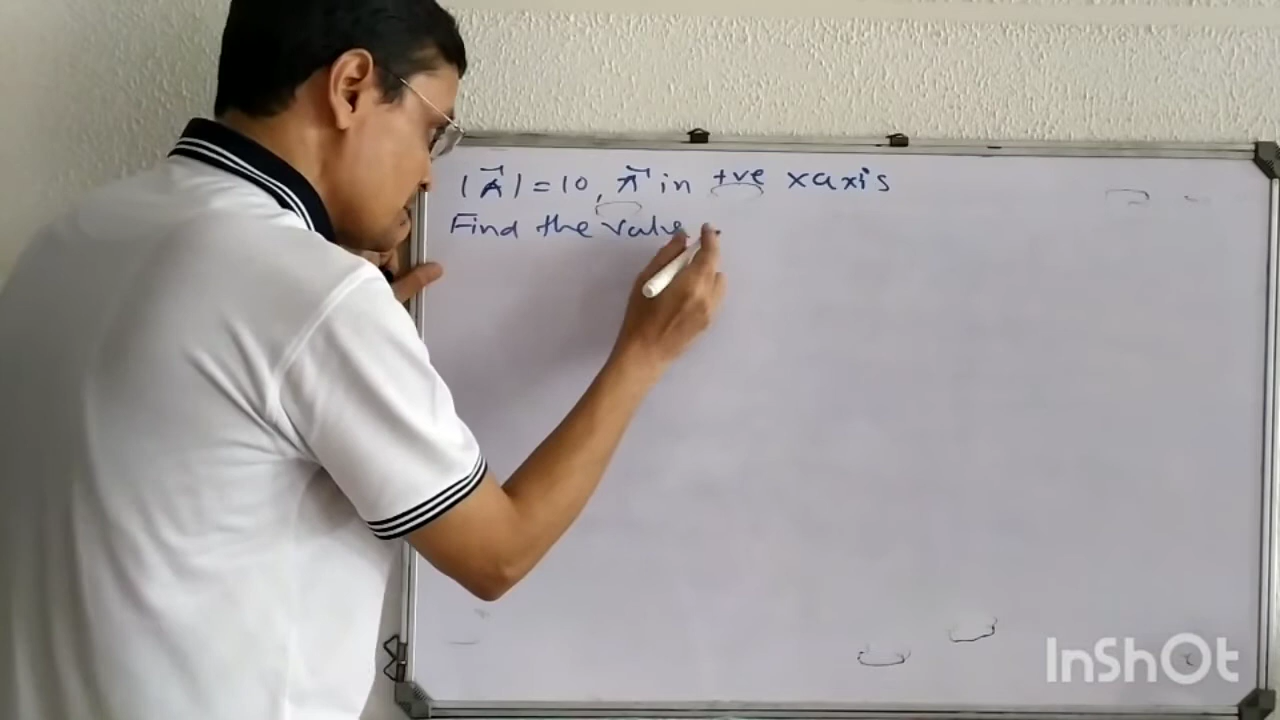 |A⃗| = 10, A⃗ in +ve x axis
Find the value
InShOt